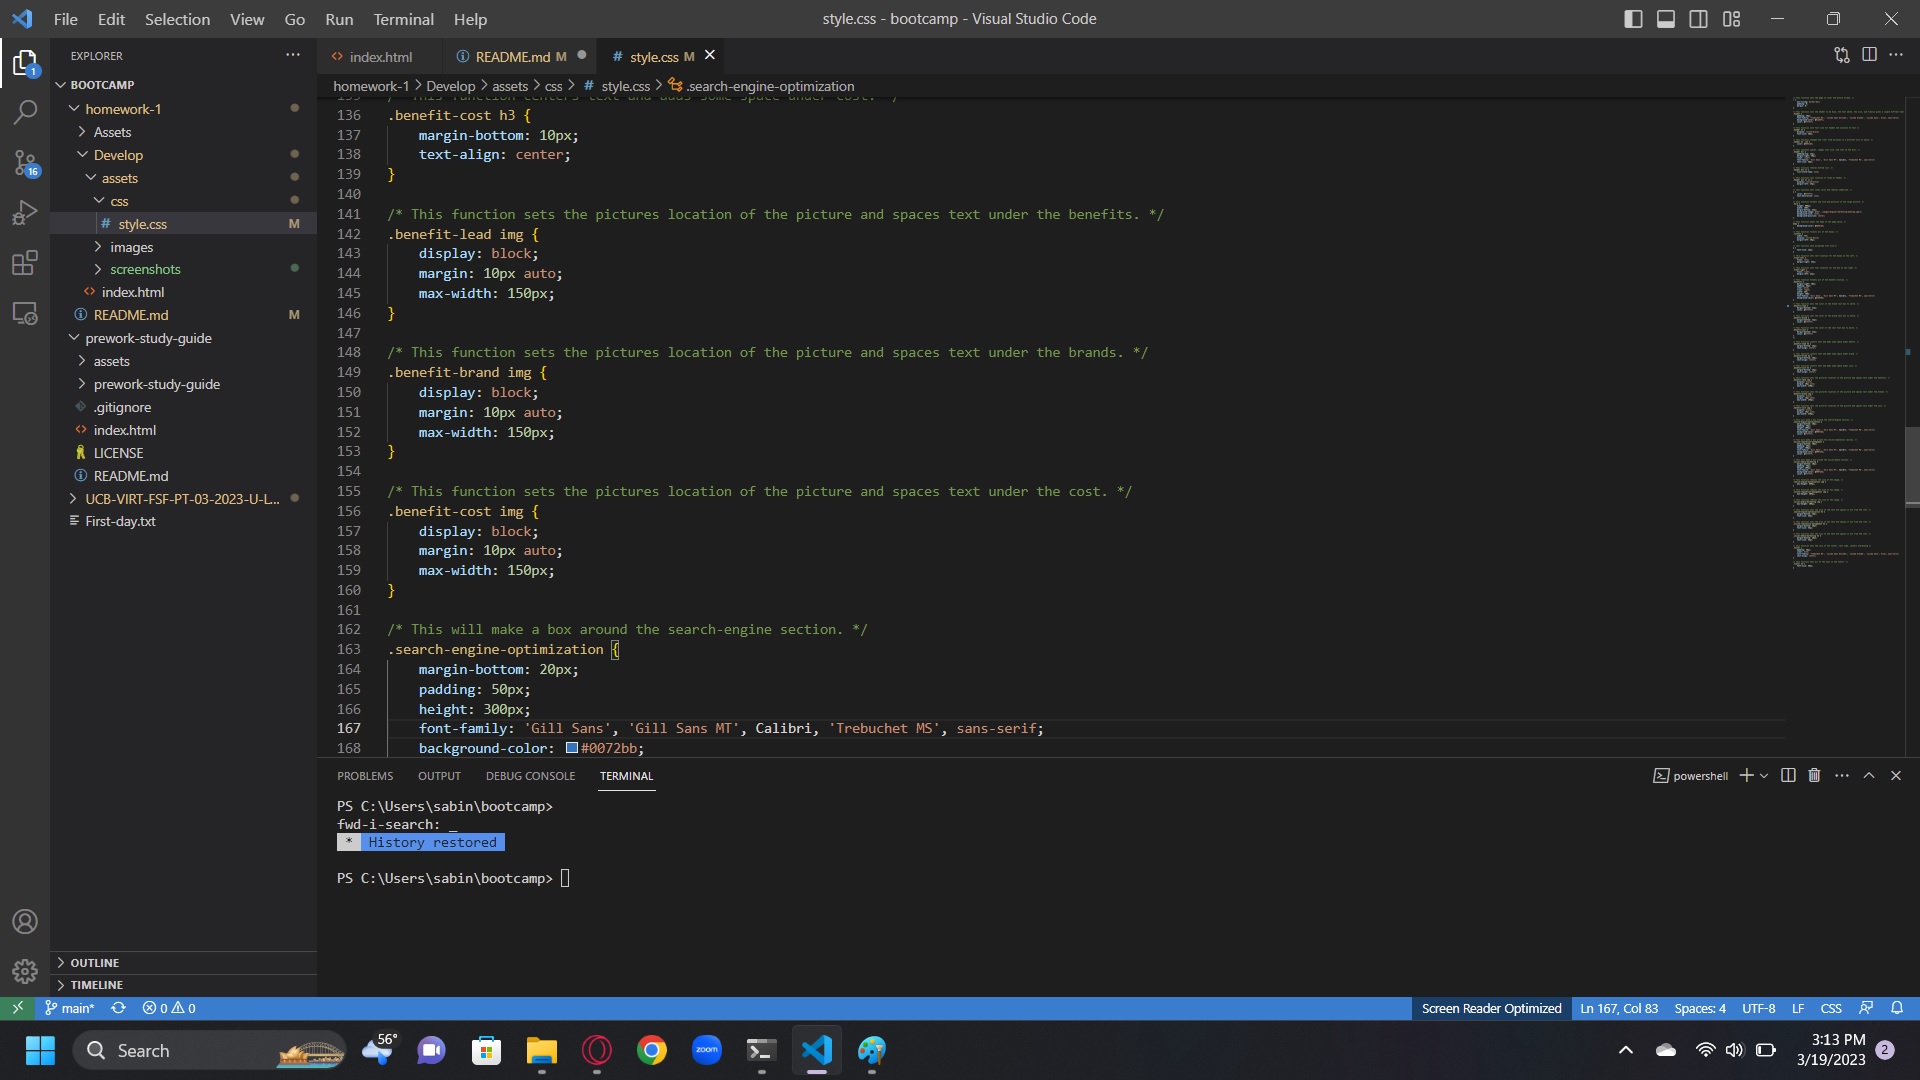 File Edit Selection View Go Run Terminal Help
style.css - bootcamp - Visual Studio Code
EXPLORER
BOOTCAMP
homework-1
Assets
Develop
assets
css
# style.css M
images
screenshots
index.html
README.md M
prework-study-guide
assets
prework-study-guide
.gitignore
index.html
LICENSE
README.md
UCB-VIRT-FSF-PT-03-2023-U-L...
First-day.txt
OUTLINE
TIMELINE
1
16
index.html
README.md M
# style.css M
homework-1 > Develop > assets > css > # style.css > .search-engine-optimization
136 .benefit-cost h3 {
137 margin-bottom: 10px;
138 text-align: center;
139 }
140
141 /* This function sets the pictures location of the picture and spaces text under the benefits. */
142 .benefit-lead img {
143 display: block;
144 margin: 10px auto;
145 max-width: 150px;
146 }
147
148 /* This function sets the pictures location of the picture and spaces text under the brands. */
149 .benefit-brand img {
150 display: block;
151 margin: 10px auto;
152 max-width: 150px;
153 }
154
155 /* This function sets the pictures location of the picture and spaces text under the cost. */
156 .benefit-cost img {
157 display: block;
158 margin: 10px auto;
159 max-width: 150px;
160 }
161
162 /* This will make a box around the search-engine section. */
163 .search-engine-optimization {
164 margin-bottom: 20px;
165 padding: 50px;
166 height: 300px;
167 font-family: 'Gill Sans', 'Gill Sans MT', Calibri, 'Trebuchet MS', sans-serif;
168 background-color: #0072bb;
PROBLEMS OUTPUT DEBUG CONSOLE TERMINAL
powershell
PS C:\Users\sabin\bootcamp>
fwd-i-search: _
* History restored
PS C:\Users\sabin\bootcamp>
main* 0 0
Screen Reader Optimized Ln 167, Col 83 Spaces: 4 UTF-8 LF CSS
Search
56°
zoom
3:13 PM
3/19/2023
2